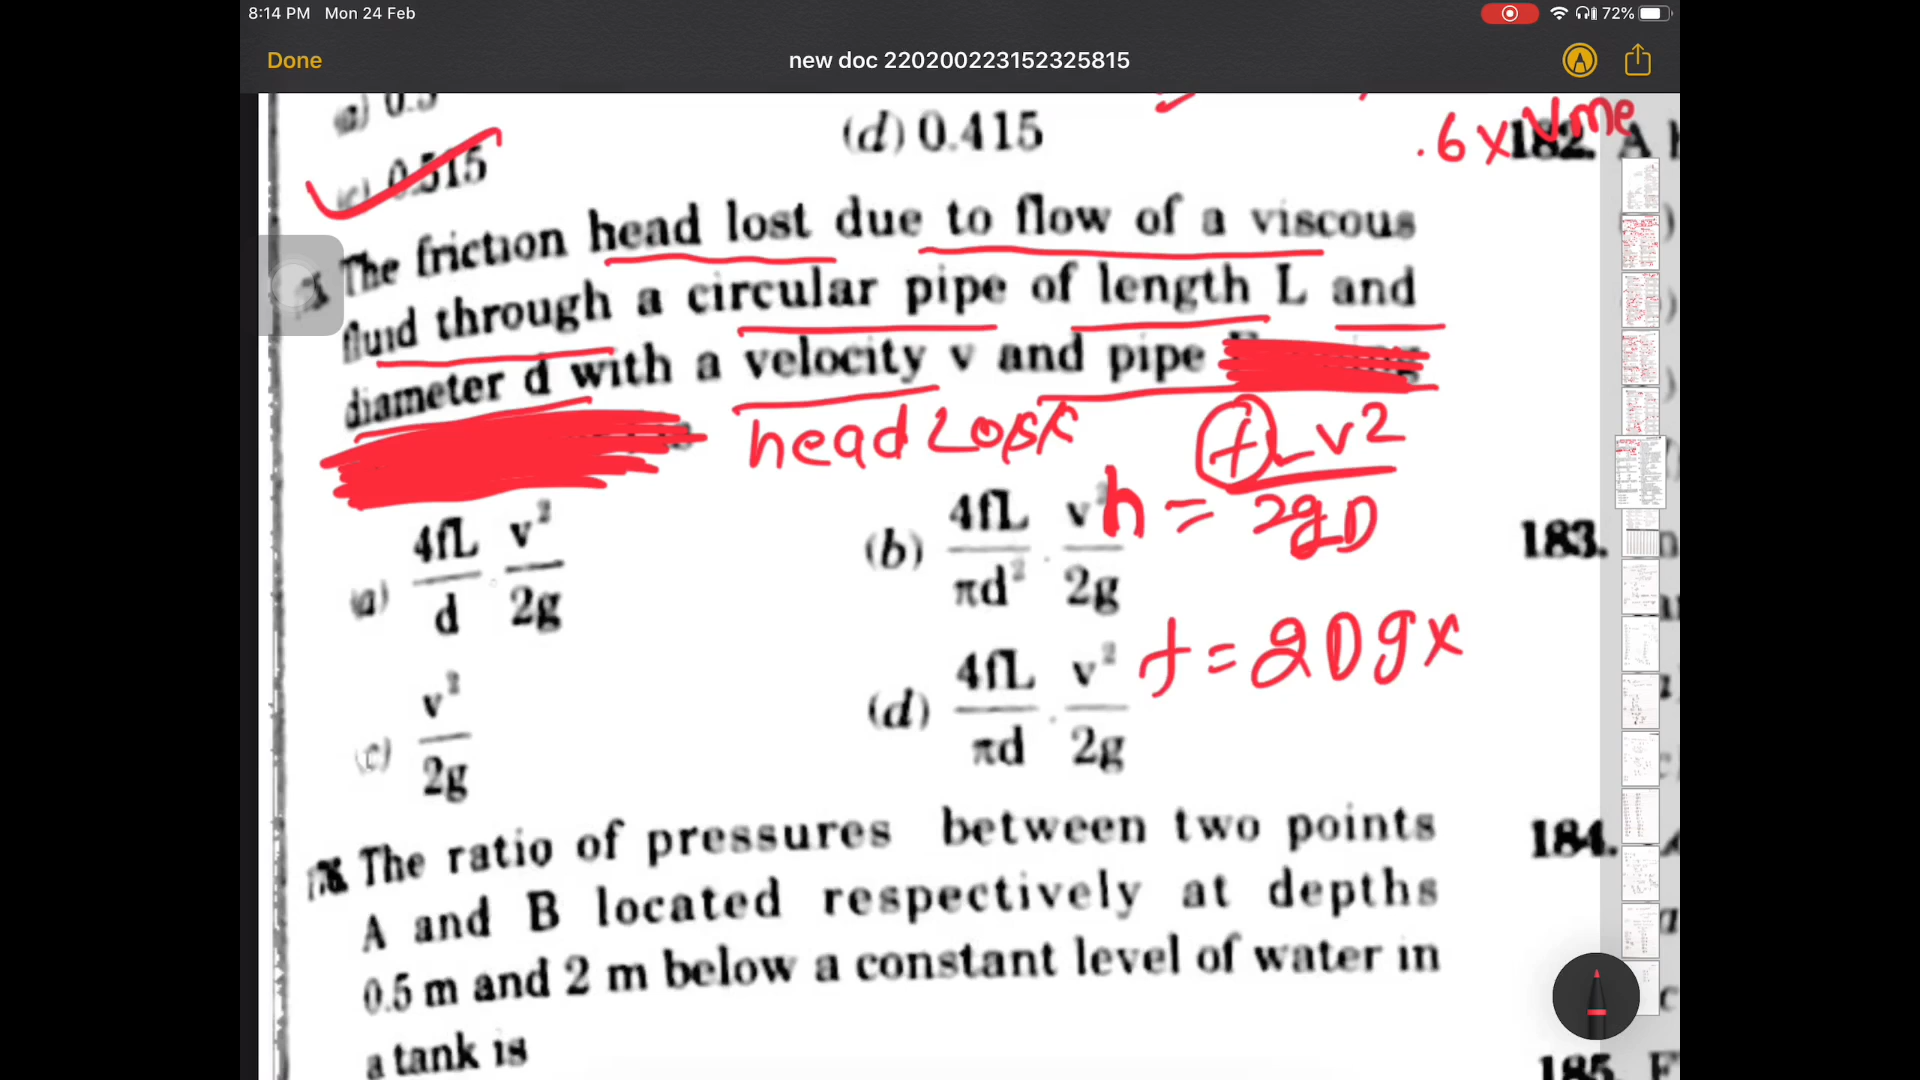 8:14 PM Mon 24 Feb
72%
Done
new doc 220200223152325815
(a) 0.5
(d) 0.415
(c) 0.515
.6 x Vme
182. A
The friction head lost due to flow of a viscous
fluid through a circular pipe of length L and
diameter d with a velocity v and pipe
head Lost
h = fLv2 / 2gD
(a) 4fL/d . v²/2g
(b) 4fL/πd² . v²/2g
183.
f = 2Dgx
(c) v²/2g
(d) 4fL/πd . v²/2g
The ratio of pressures between two points
A and B located respectively at depths
0.5 m and 2 m below a constant level of water in
a tank is
184.
185. F